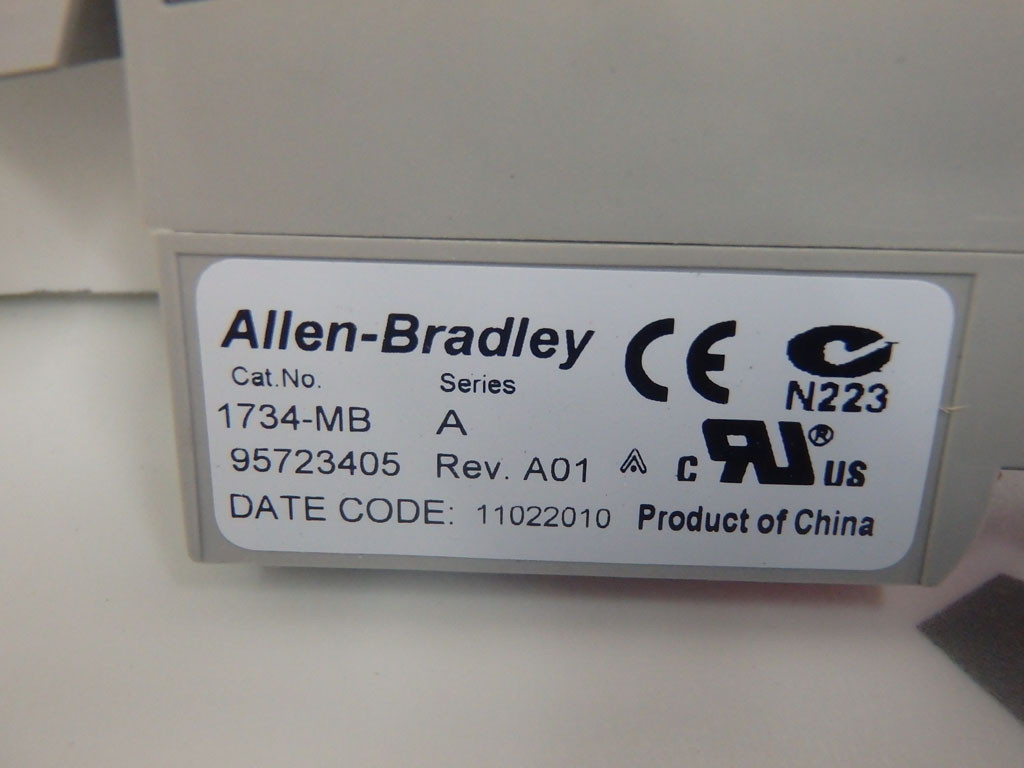 Allen-Bradley CE
Cat.No. Series N223
1734-MB A
95723405 Rev. A01 c RU® US
DATE CODE: 11022010 Product of China